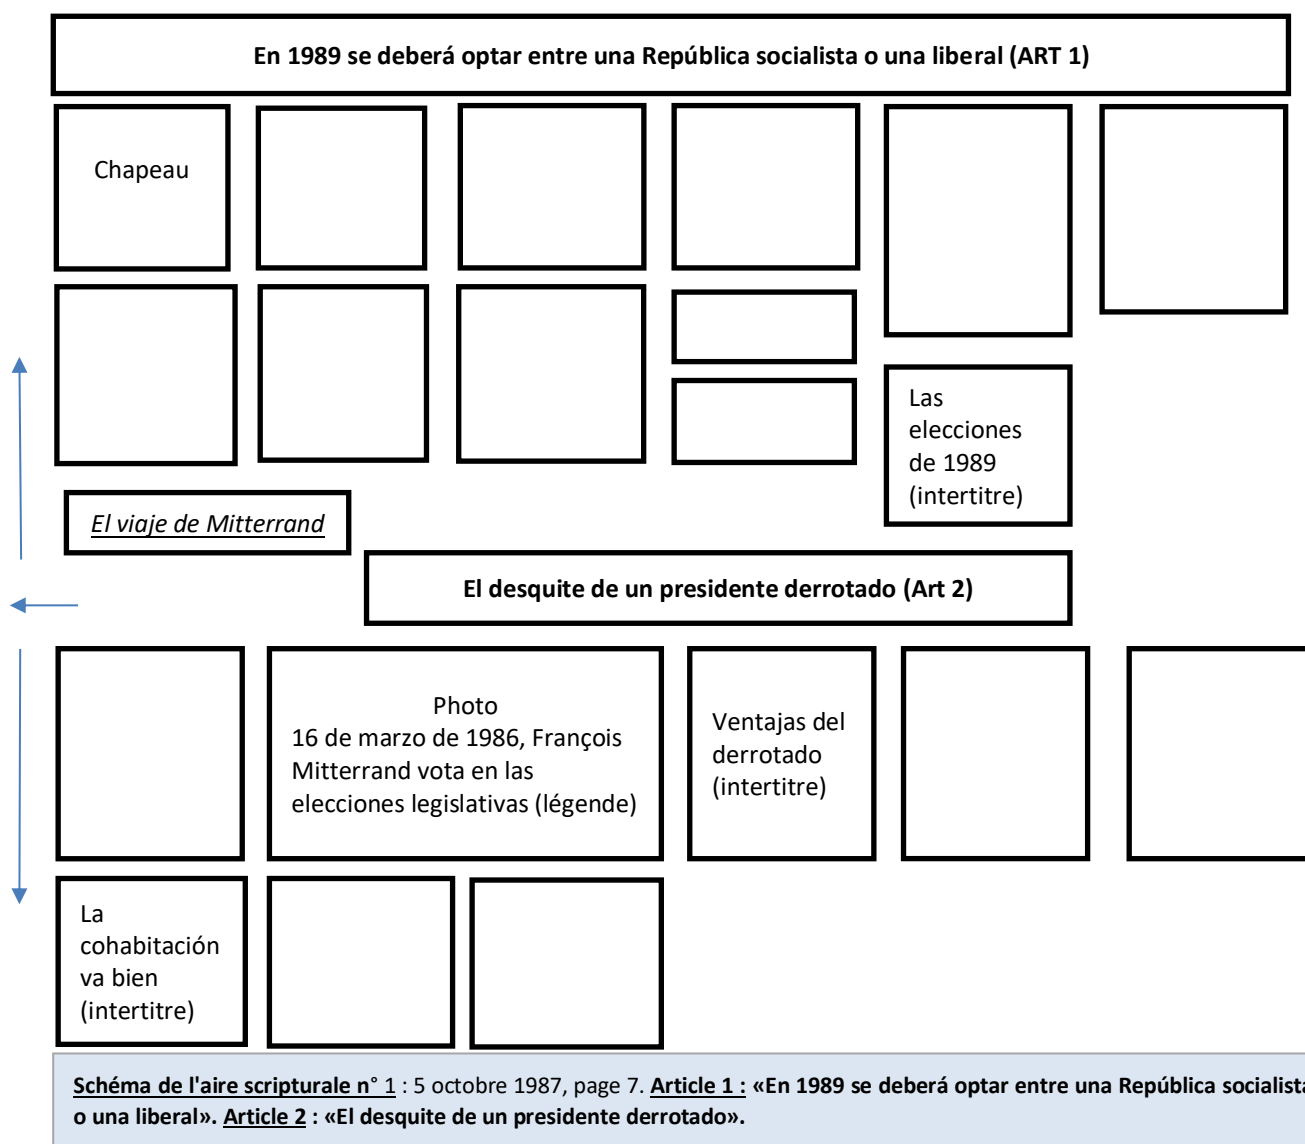 En 1989 se deberá optar entre una República socialista o una liberal (ART 1)
Chapeau
Las
elecciones
de 1989
(intertitre)
El viaje de Mitterrand
El desquite de un presidente derrotado (Art 2)
Photo
16 de marzo de 1986, François
Mitterrand vota en las
elecciones legislativas (légende)
Ventajas del
derrotado
(intertitre)
La
cohabitación
va bien
(intertitre)
Schéma de l'aire scripturale n° 1 : 5 octobre 1987, page 7. Article 1 : «En 1989 se deberá optar entre una República socialista
o una liberal». Article 2 : «El desquite de un presidente derrotado».